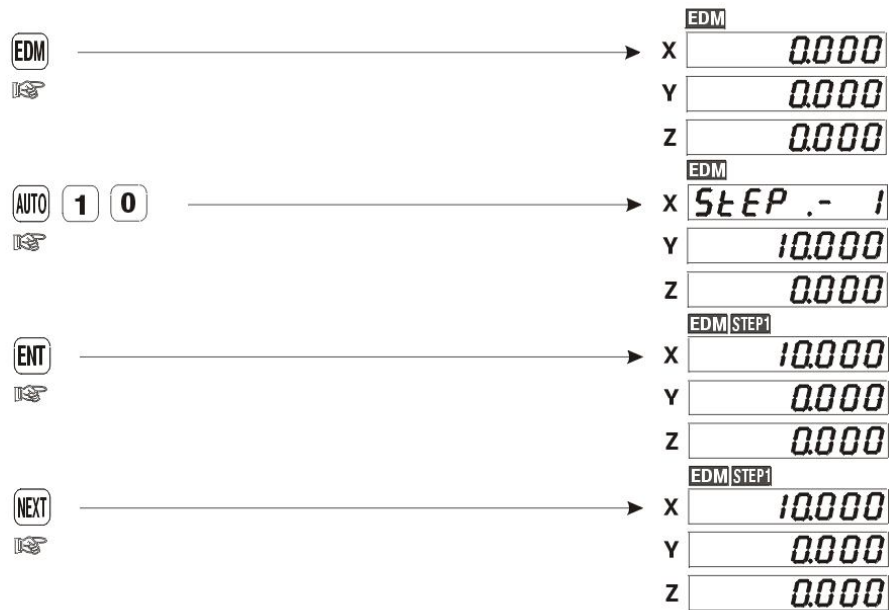 EDM
EDM
X 0.000
Y 0.000
Z 0.000
EDM
AUTO 1 0
X StEP .- 1
Y 10.000
Z 0.000
EDM STEP1
ENT
X 10.000
Y 0.000
Z 0.000
EDM STEP1
NEXT
X 10.000
Y 0.000
Z 0.000